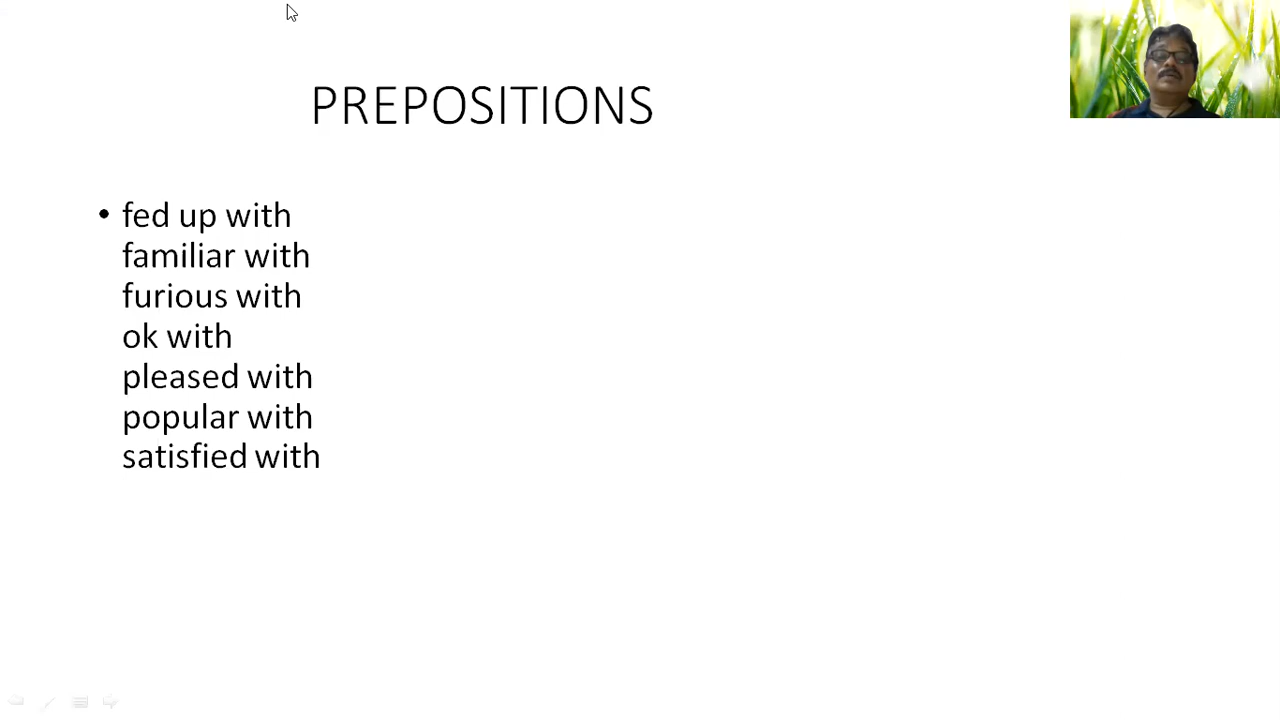 PREPOSITIONS
• fed up with
familiar with
furious with
ok with
pleased with
popular with
satisfied with